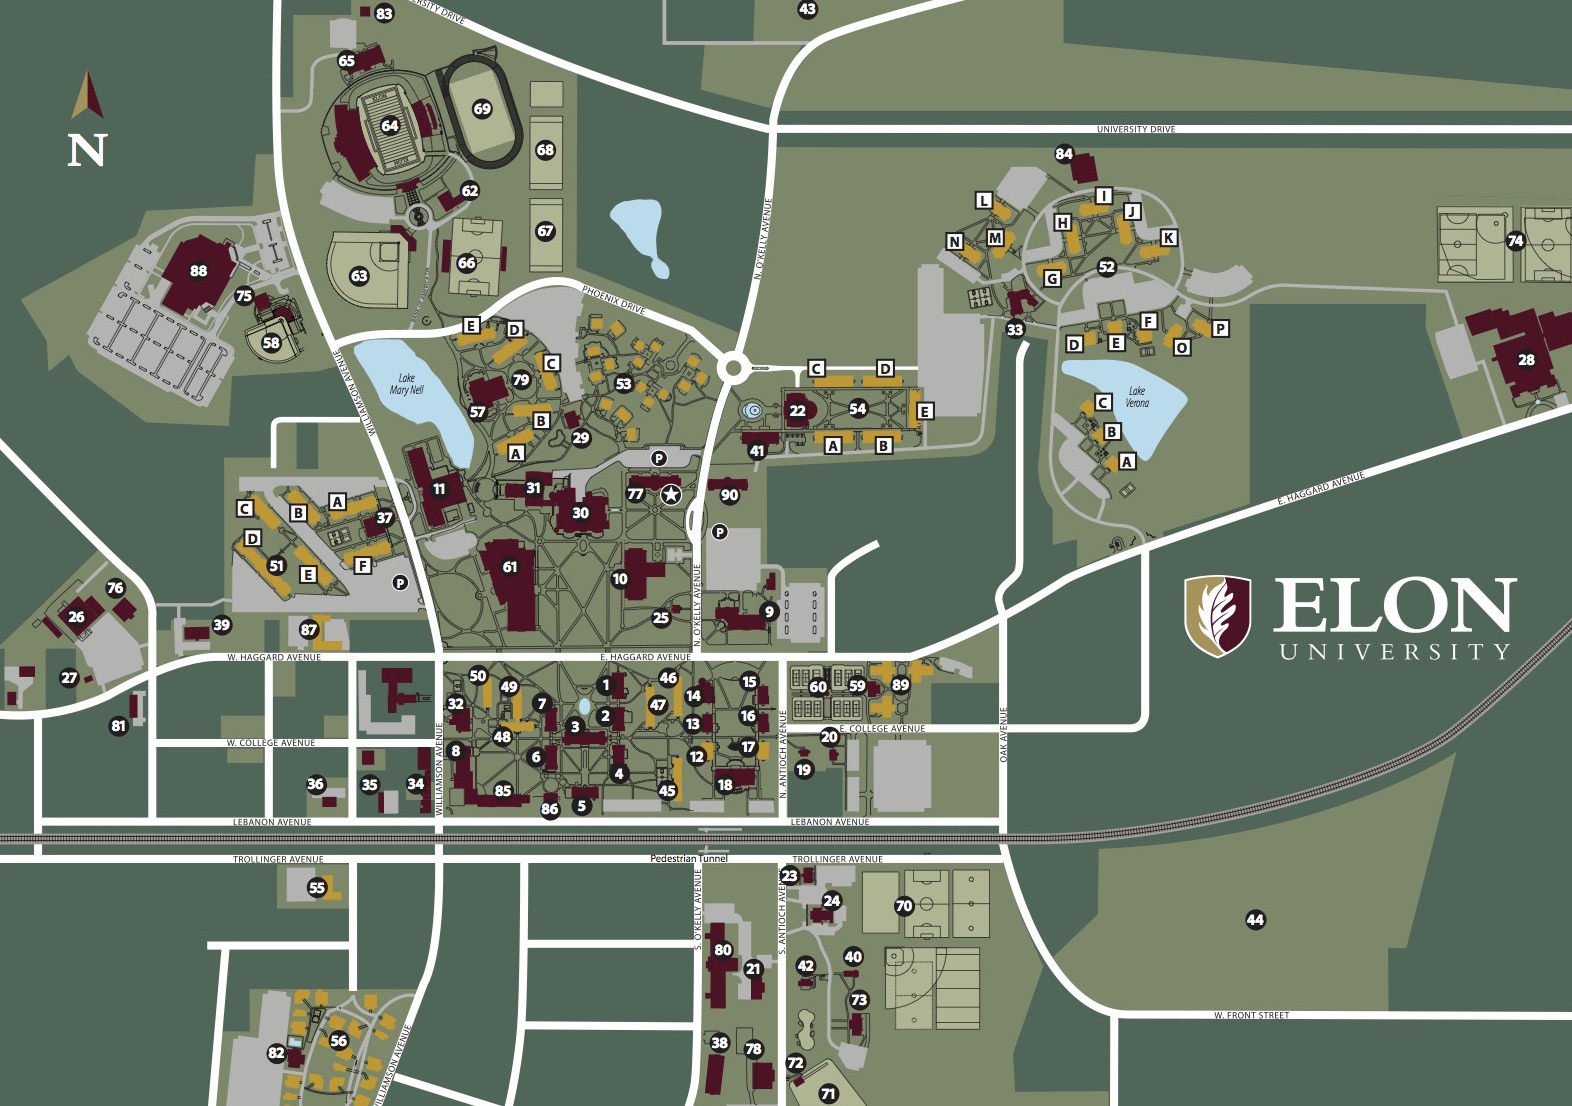 83
UNIVERSITY DRIVE
43
65
69
64
N
68
UNIVERSITY DRIVE
84
62
L
I
H
J
67
N
M
K
74
63
66
88
52
75
G
N. O'KELLY AVENUE
PHOENIX DRIVE
58
E
D
33
F
P
D
E
O
28
WILLIAMSON AVENUE
Lake
Mary Nell
C
79
53
C
D
Lake
Verona
57
22
54
E
C
B
29
A
B
B
A
41
P
A
11
31
77
90
E. HAGGARD AVENUE
A
C
B
37
30
D
P
F
51
E
P
61
10
N. O'KELLY AVENUE
ELON
UNIVERSITY
76
26
39
87
25
9
W. HAGGARD AVENUE
E. HAGGARD AVENUE
27
50
49
1
46
15
60
59
89
32
7
47
14
81
3
2
13
16
48
E. COLLEGE AVENUE
W. COLLEGE AVENUE
WILLIAMSON AVENUE
N. ANTIOCH AVENUE
OAK AVENUE
8
6
12
17
20
4
19
36
35
34
85
45
18
86
5
LEBANON AVENUE
LEBANON AVENUE
TROLLINGER AVENUE
Pedestrian Tunnel
TROLLINGER AVENUE
55
23
24
70
44
S. O'KELLY AVENUE
S. ANTIOCH AVENUE
80
21
42
40
73
W. FRONT STREET
56
82
WILLIAMSON AVENUE
38
78
72
71